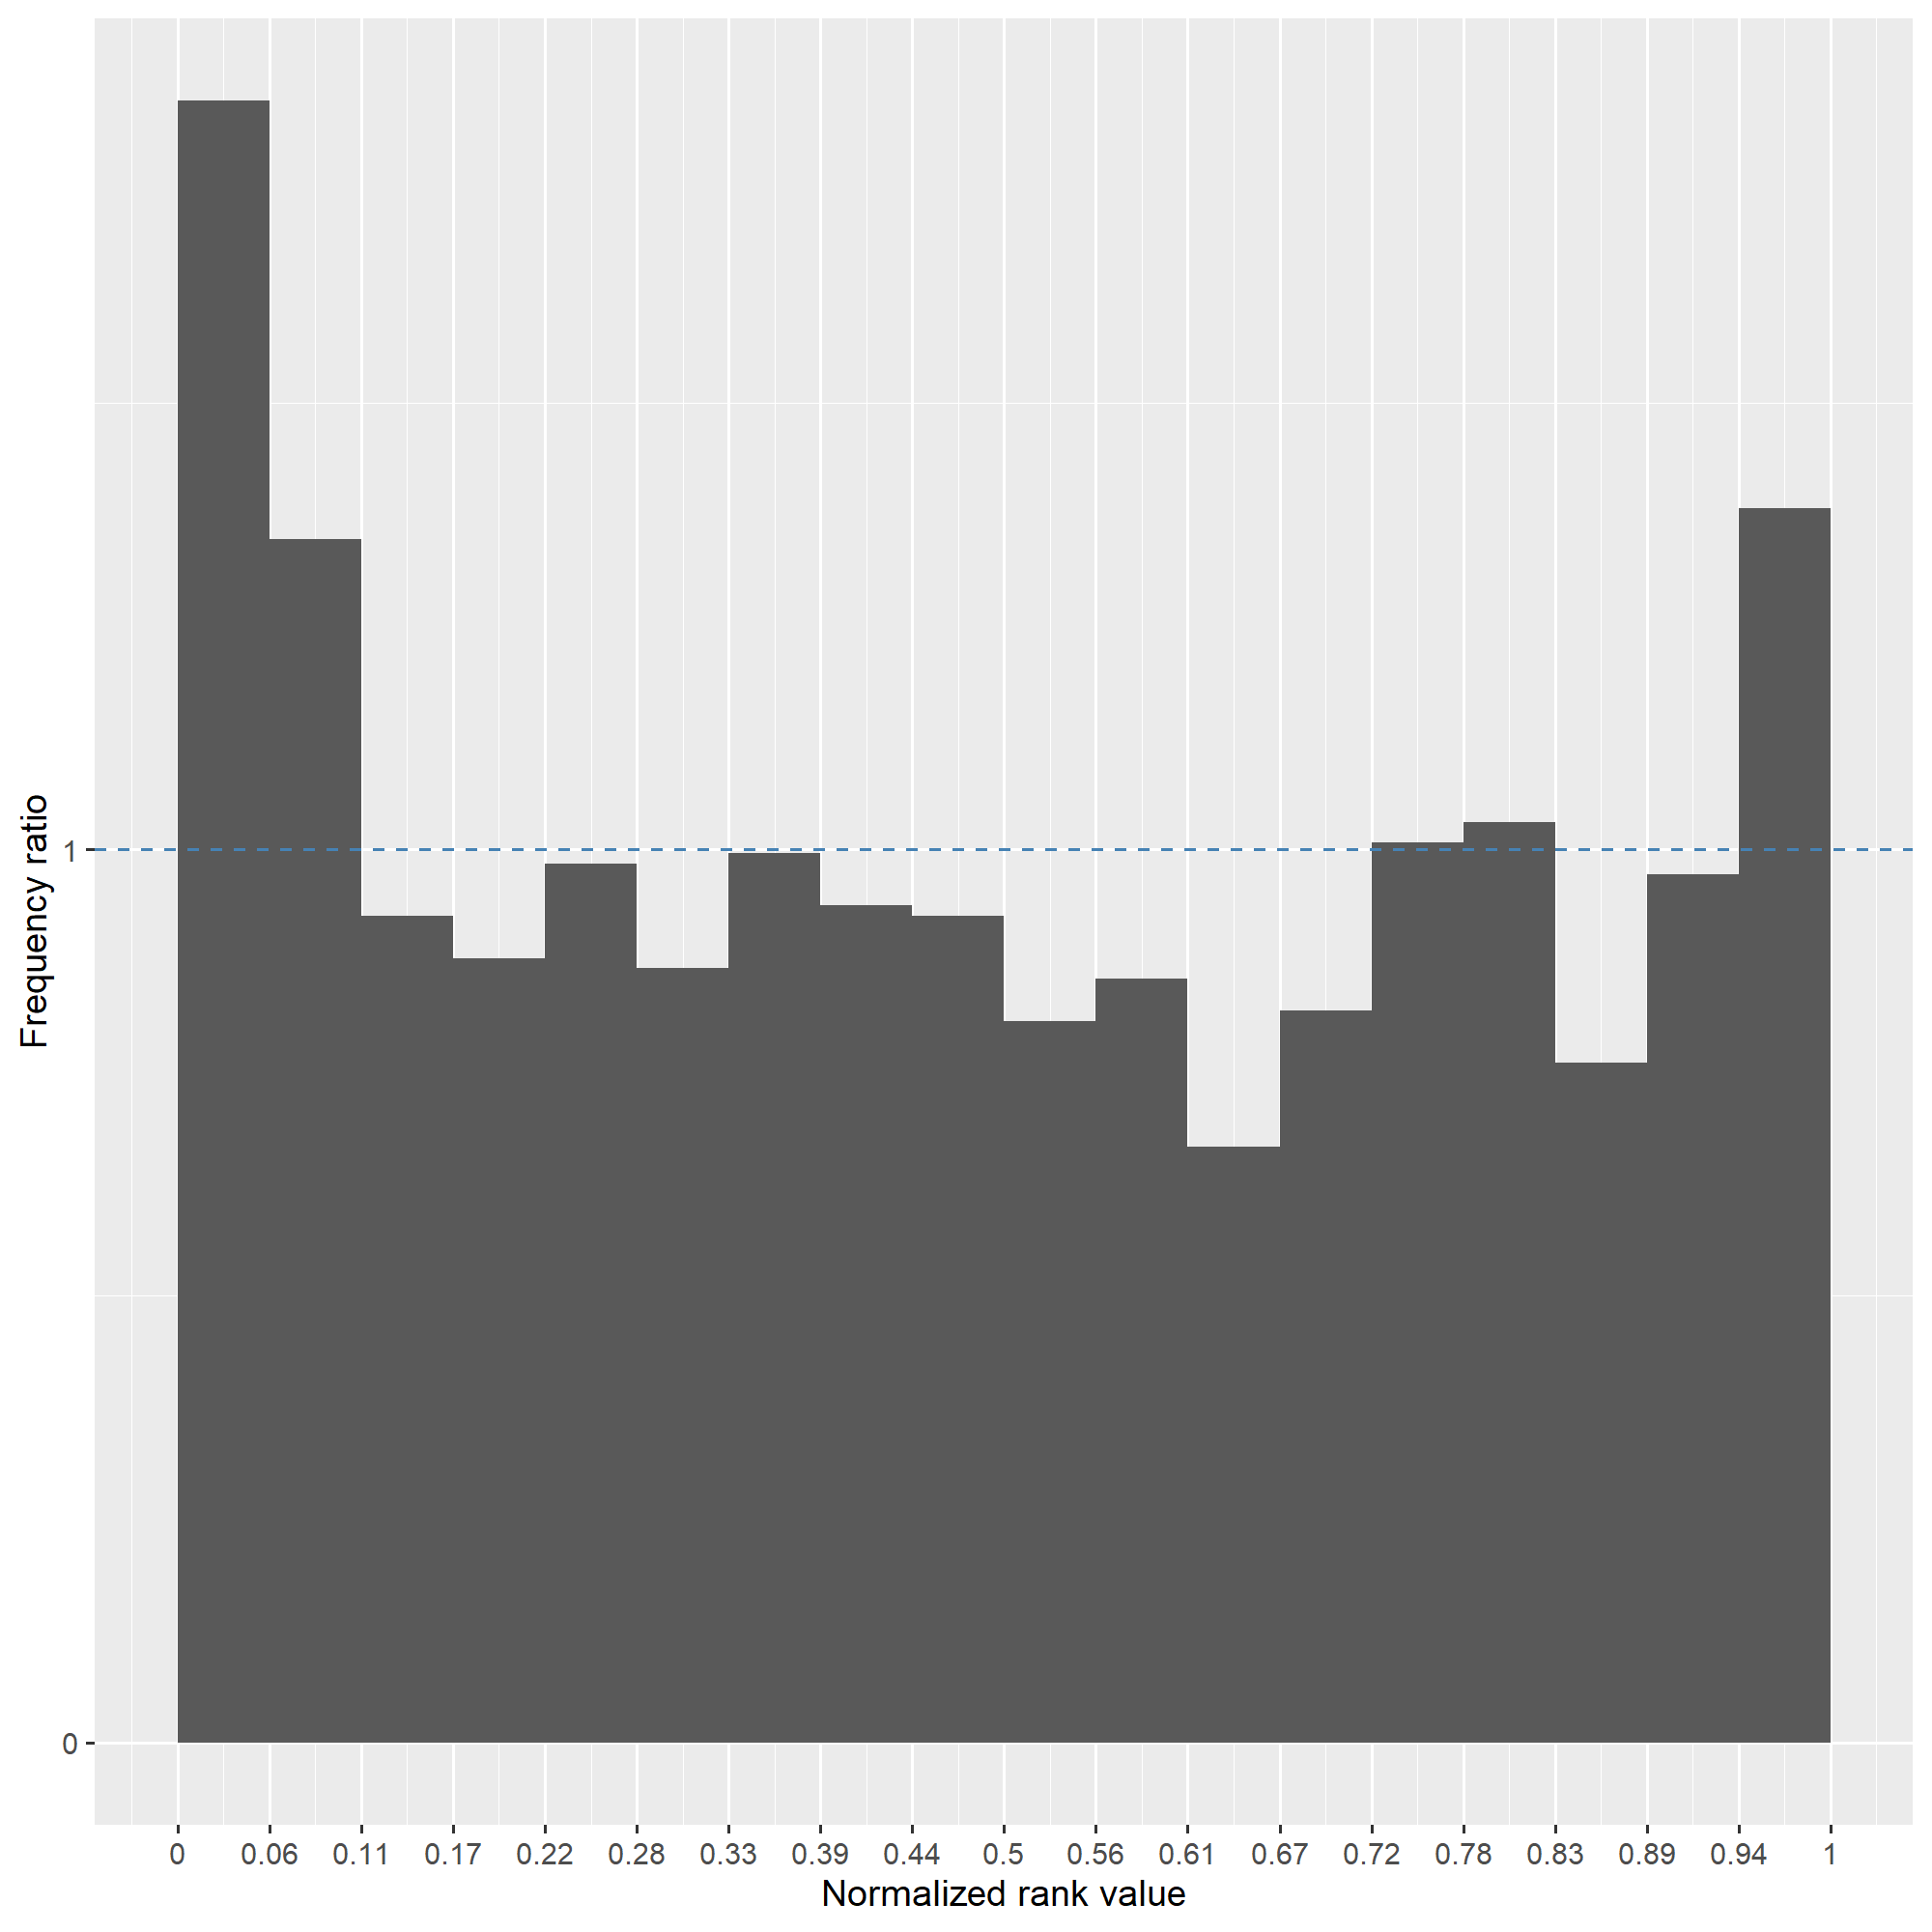 Frequency ratio
1
0
0 0.06 0.11 0.17 0.22 0.28 0.33 0.39 0.44 0.5 0.56 0.61 0.67 0.72 0.78 0.83 0.89 0.94 1
Normalized rank value